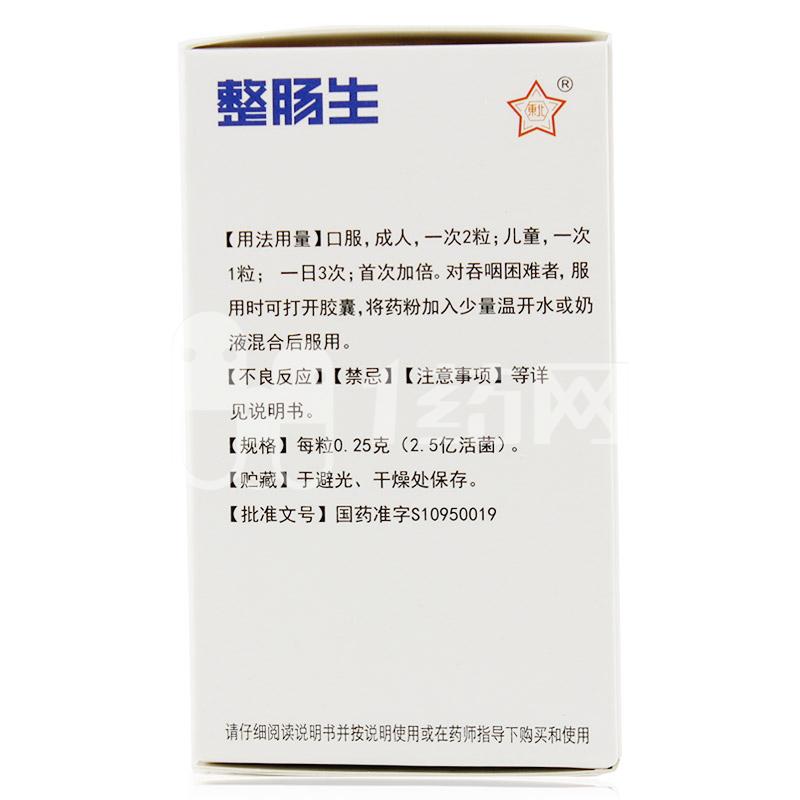 整肠生
東北
®
【用法用量】口服,成人,一次2粒;儿童,一次
1粒; 一日3次;首次加倍。对吞咽困难者,服
用时可打开胶囊,将药粉加入少量温开水或奶
液混合后服用。
【不良反应】【禁忌】【注意事项】等详
见说明书。
【规格】每粒0.25克(2.5亿活菌)。
【贮藏】于避光、干燥处保存。
【批准文号】国药准字S10950019
1药网
请仔细阅读说明书并按说明使用或在药师指导下购买和使用